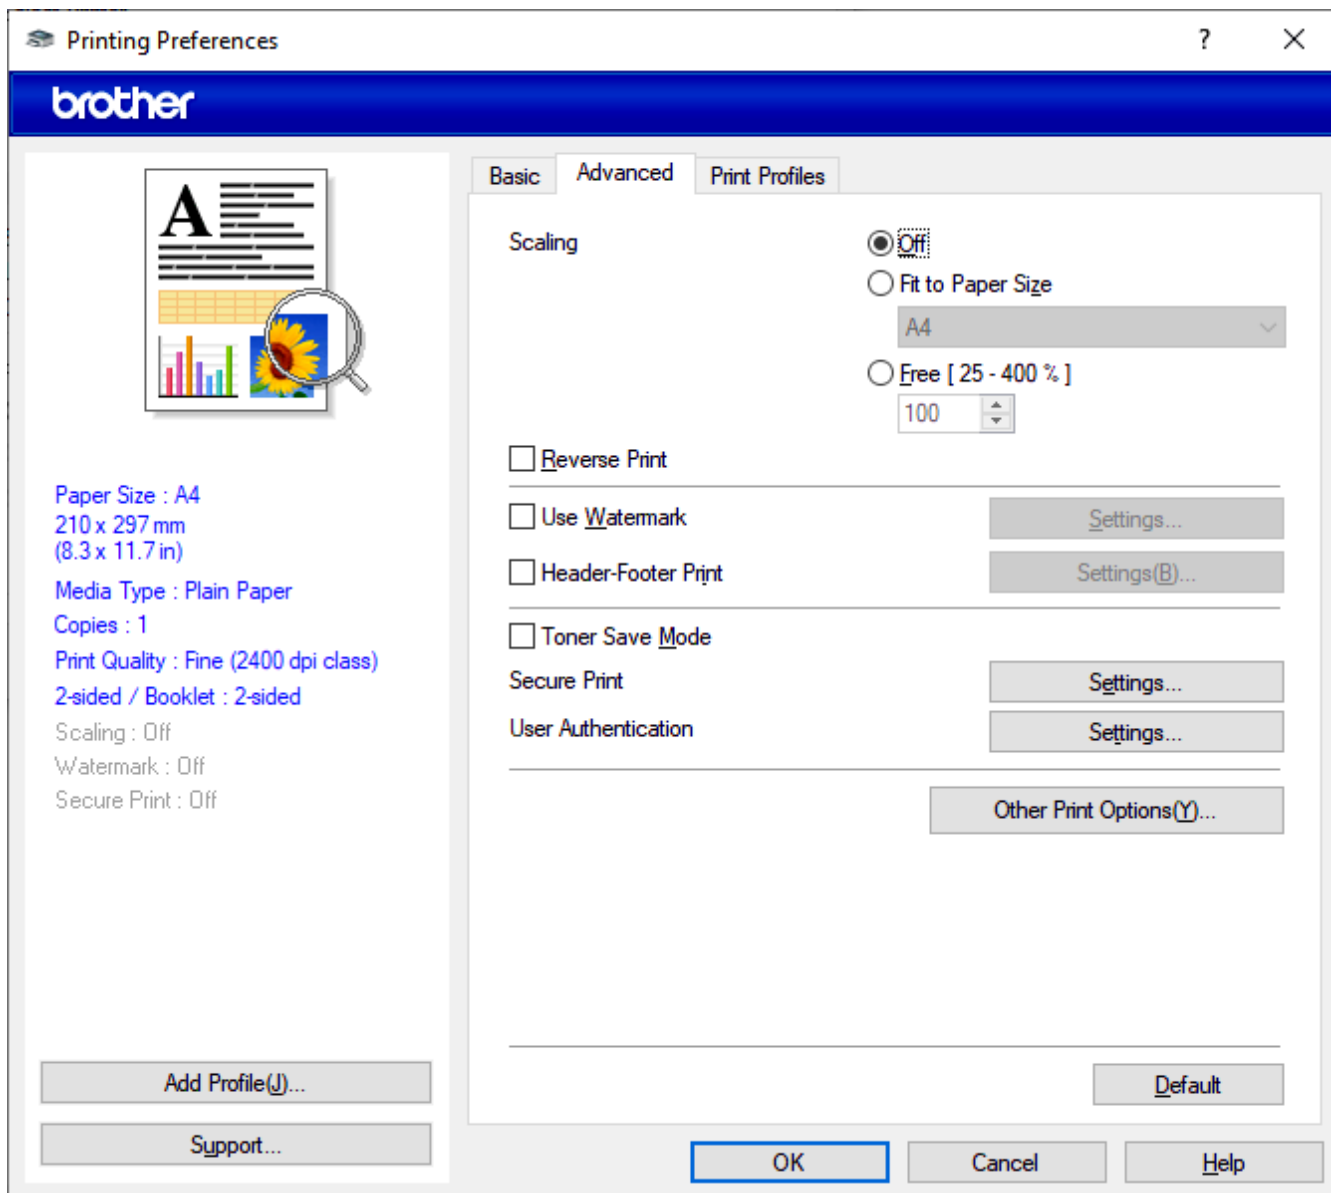 Printing Preferences
?
brother
Basic
Advanced
Print Profiles
A
Paper Size : A4
210 x 297 mm
(8.3 x 11.7 in)
Media Type : Plain Paper
Copies : 1
Print Quality : Fine (2400 dpi class)
2-sided / Booklet : 2-sided
Scaling : Off
Watermark : Off
Secure Print : Off
Add Profile(J)...
Support...
Scaling
Off
Fit to Paper Size
A4
Free [ 25 - 400 % ]
100
Reverse Print
Use Watermark
Settings...
Header-Footer Print
Settings(B)...
Toner Save Mode
Secure Print
Settings...
User Authentication
Settings...
Other Print Options(Y)...
Default
OK
Cancel
Help